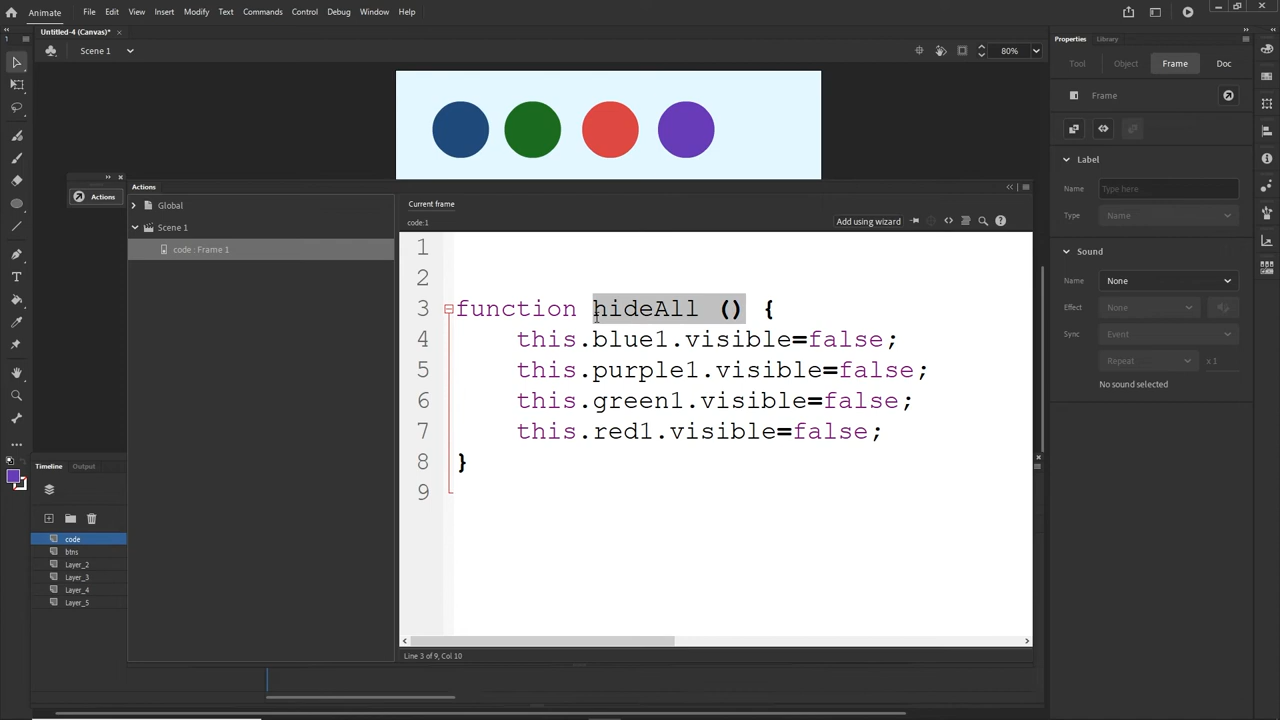 Animate File Edit View Insert Modify Text Commands Control Debug Window Help
Untitled-4 (Canvas)* ×
Scene 1 80%
Properties Library
Tool Object Frame Doc
Frame
Label
Name Type here
Type Name
Sound
Name None
Effect None
Sync Event
Repeat x 1
No sound selected
Actions
Actions
Global
Scene 1
code : Frame 1
Current frame
code:1
Add using wizard
1
2
3 function hideAll () {
4 this.blue1.visible=false;
5 this.purple1.visible=false;
6 this.green1.visible=false;
7 this.red1.visible=false;
8 }
9
Line 3 of 9, Col 10
Timeline Output
code
btns
Layer_2
Layer_3
Layer_4
Layer_5